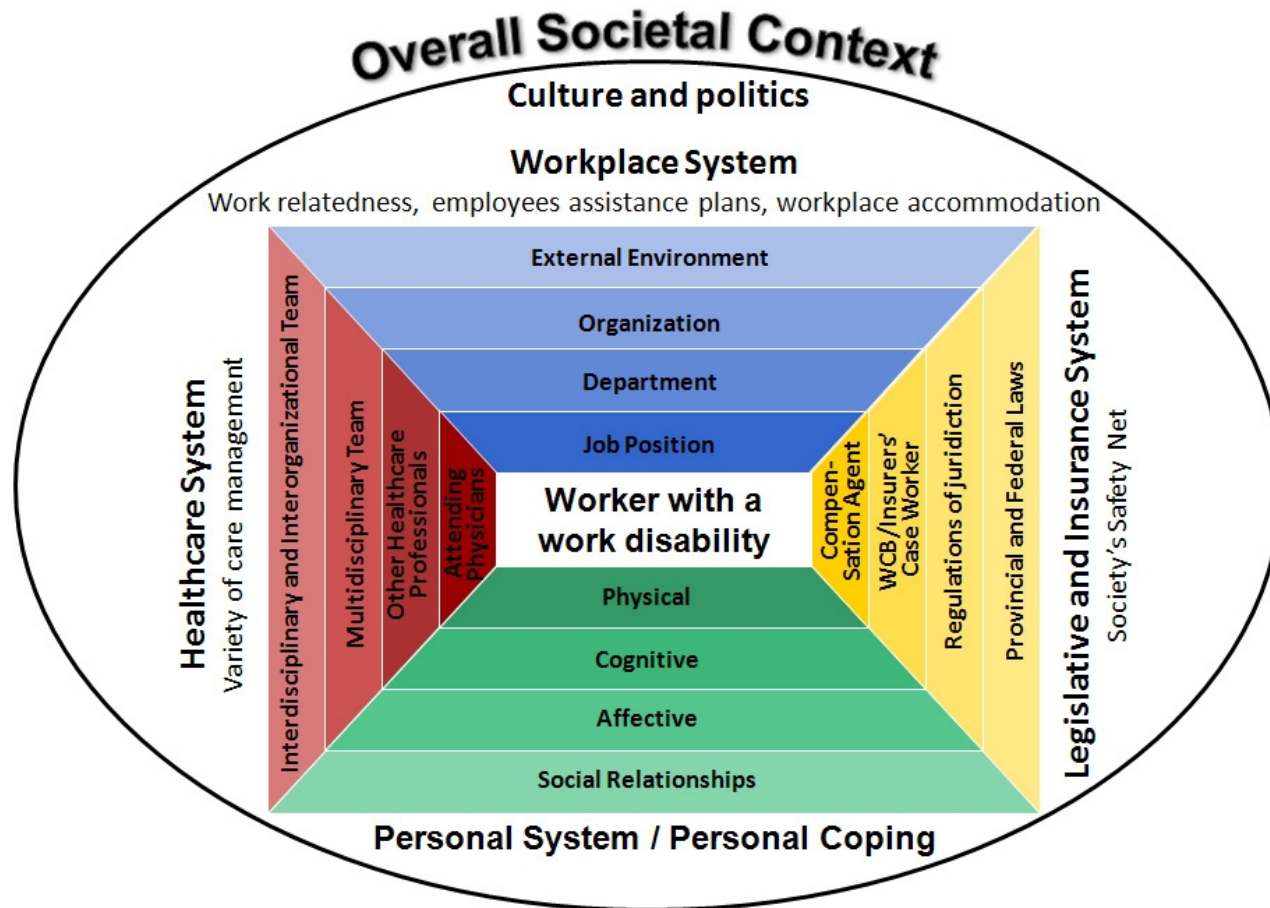 Overall Societal Context
Culture and politics
Workplace System
Work relatedness, employees assistance plans, workplace accommodation
External Environment
Organization
Department
Job Position
Healthcare System
Variety of care management
Interdisciplinary and Interorganizational Team
Multidisciplinary Team
Other Healthcare
Professionals
Attending
Physicians
Worker with a
work disability
Compen-
Sation Agent
WCB/Insurers'
Case Worker
Regulations of juridiction
Provincial and Federal Laws
Legislative and Insurance System
Society's Safety Net
Physical
Cognitive
Affective
Social Relationships
Personal System / Personal Coping